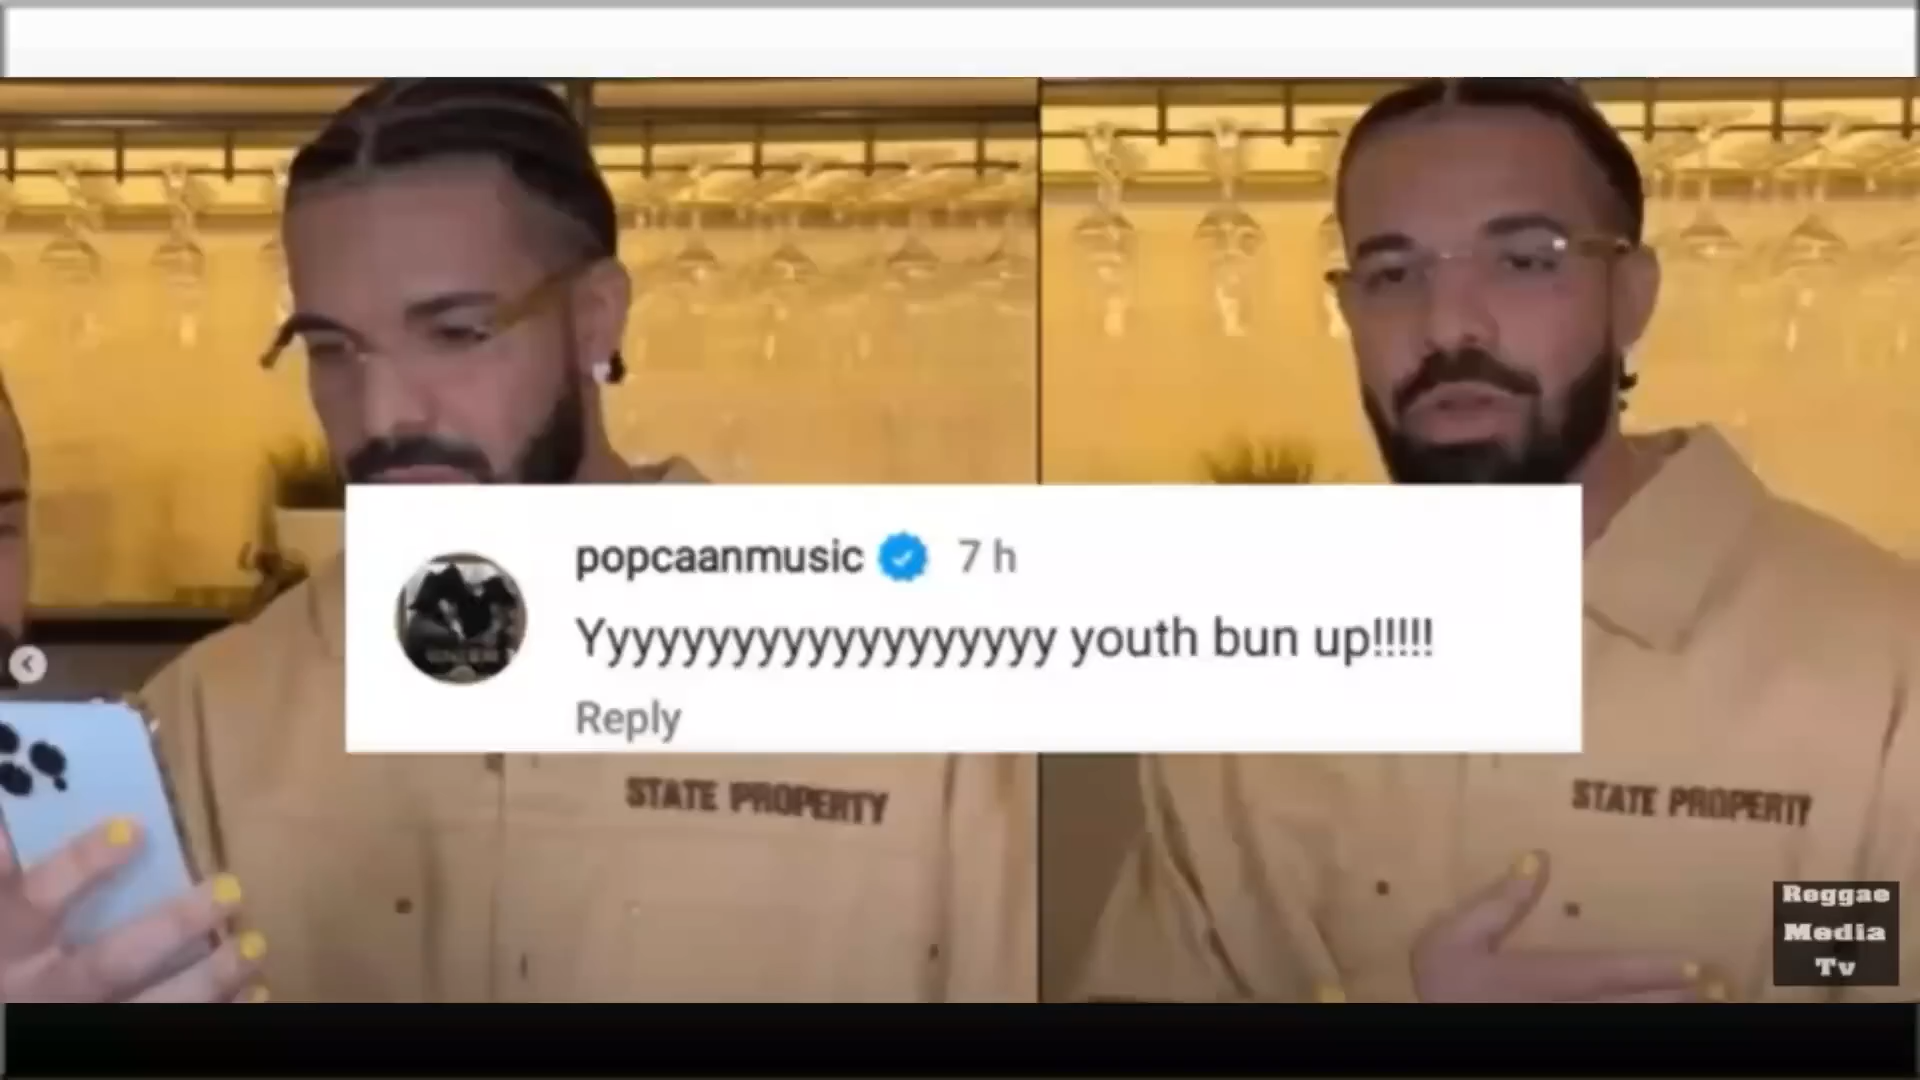 popcaanmusic 7 h
Yyyyyyyyyyyyyyyyyyy youth bun up!!!!!
Reply
STATE PROPERTY
STATE PROPERTY
Reggae
Media
Tv